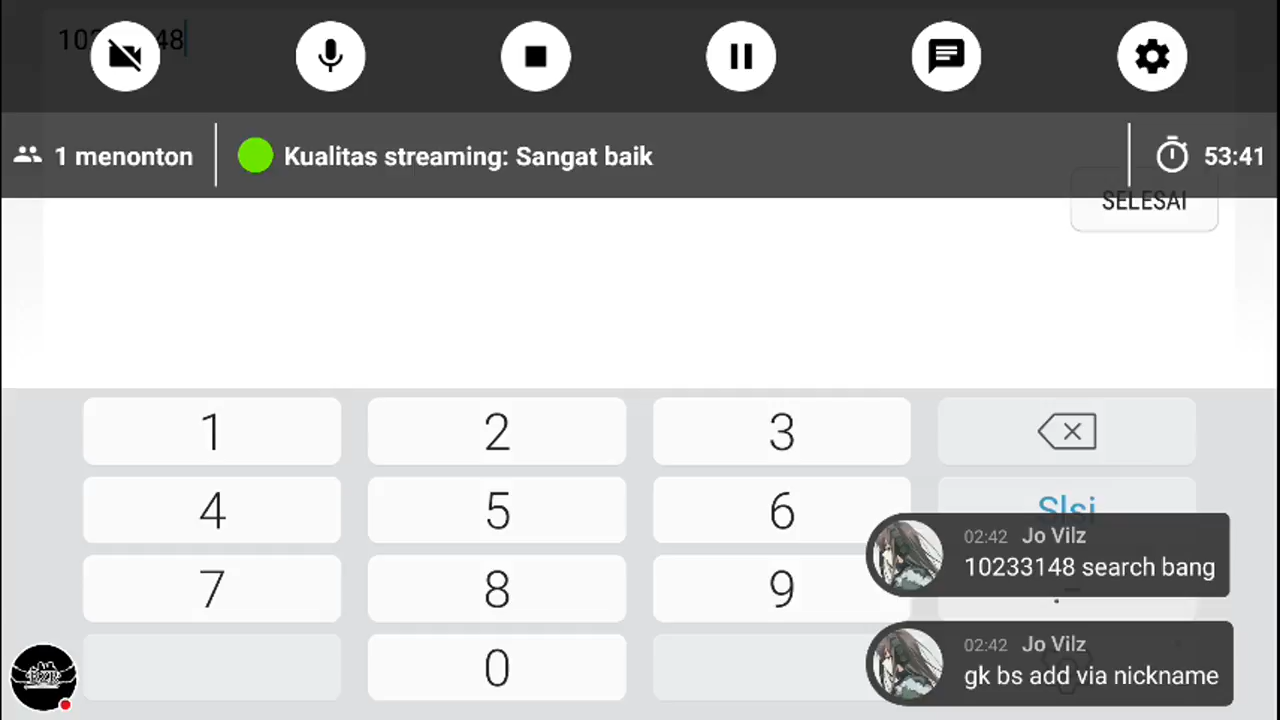 1 menonton
Kualitas streaming: Sangat baik
53:41
SELESAI
1 2 3
4 5 6
Slsi
7 8 9
0
02:42 Jo Vilz
10233148 search bang
02:42 Jo Vilz
gk bs add via nickname